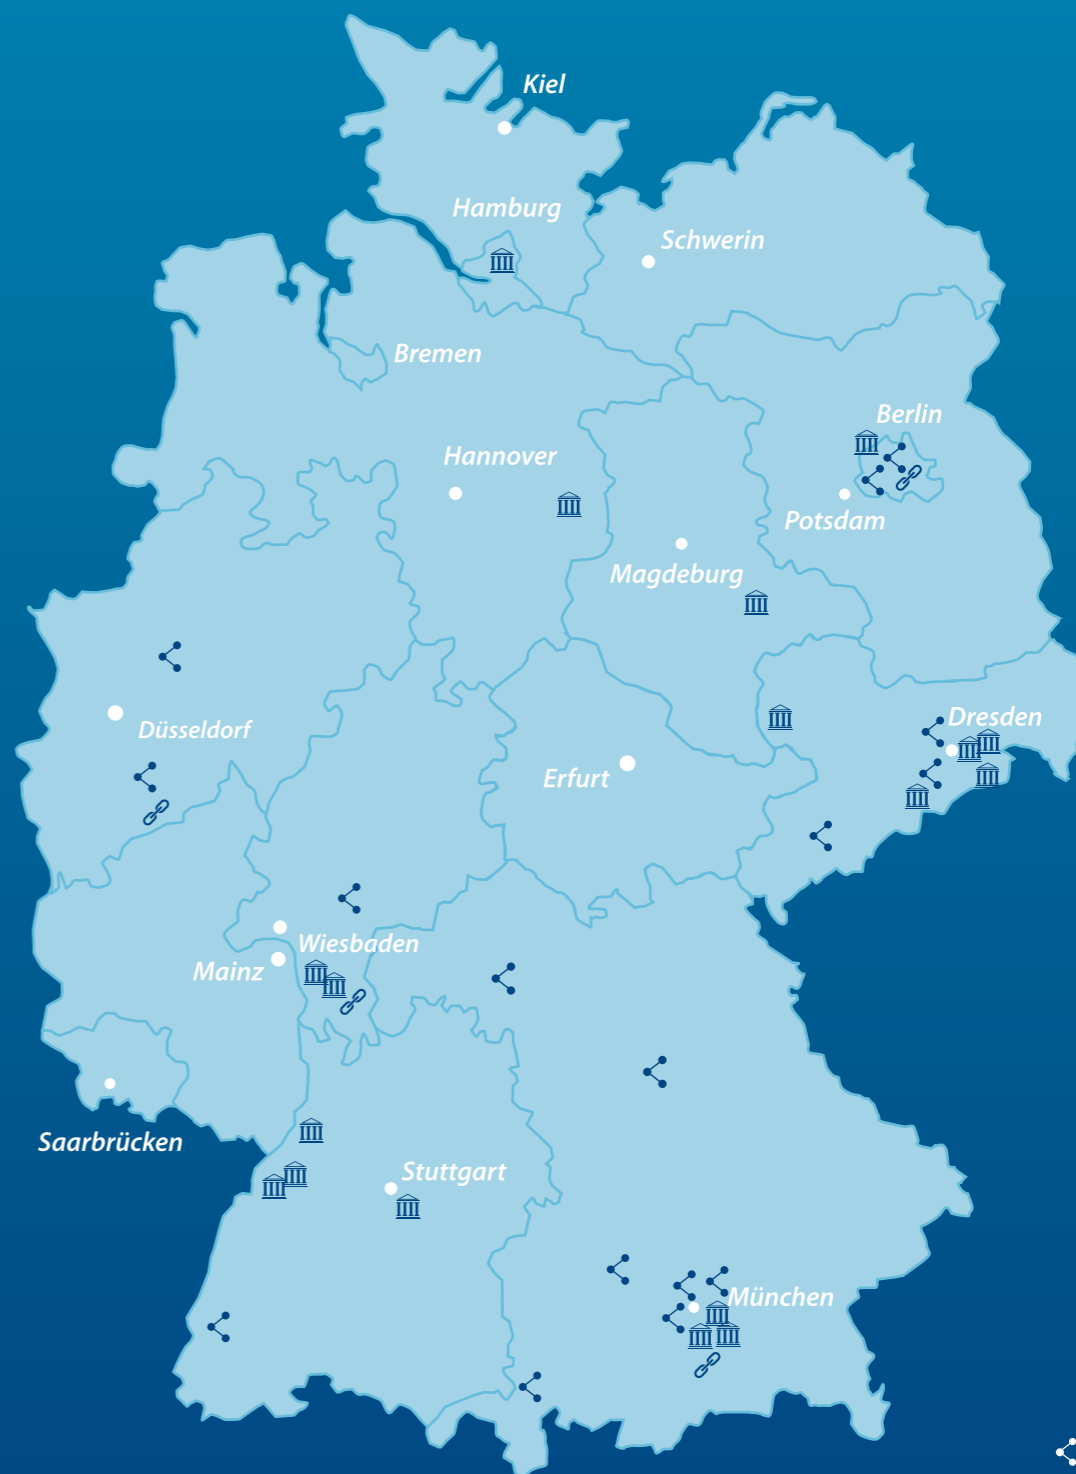 Kiel
Hamburg
Schwerin
Bremen
Berlin
Hannover
Potsdam
Magdeburg
Düsseldorf
Dresden
Erfurt
Wiesbaden
Mainz
Saarbrücken
Stuttgart
München